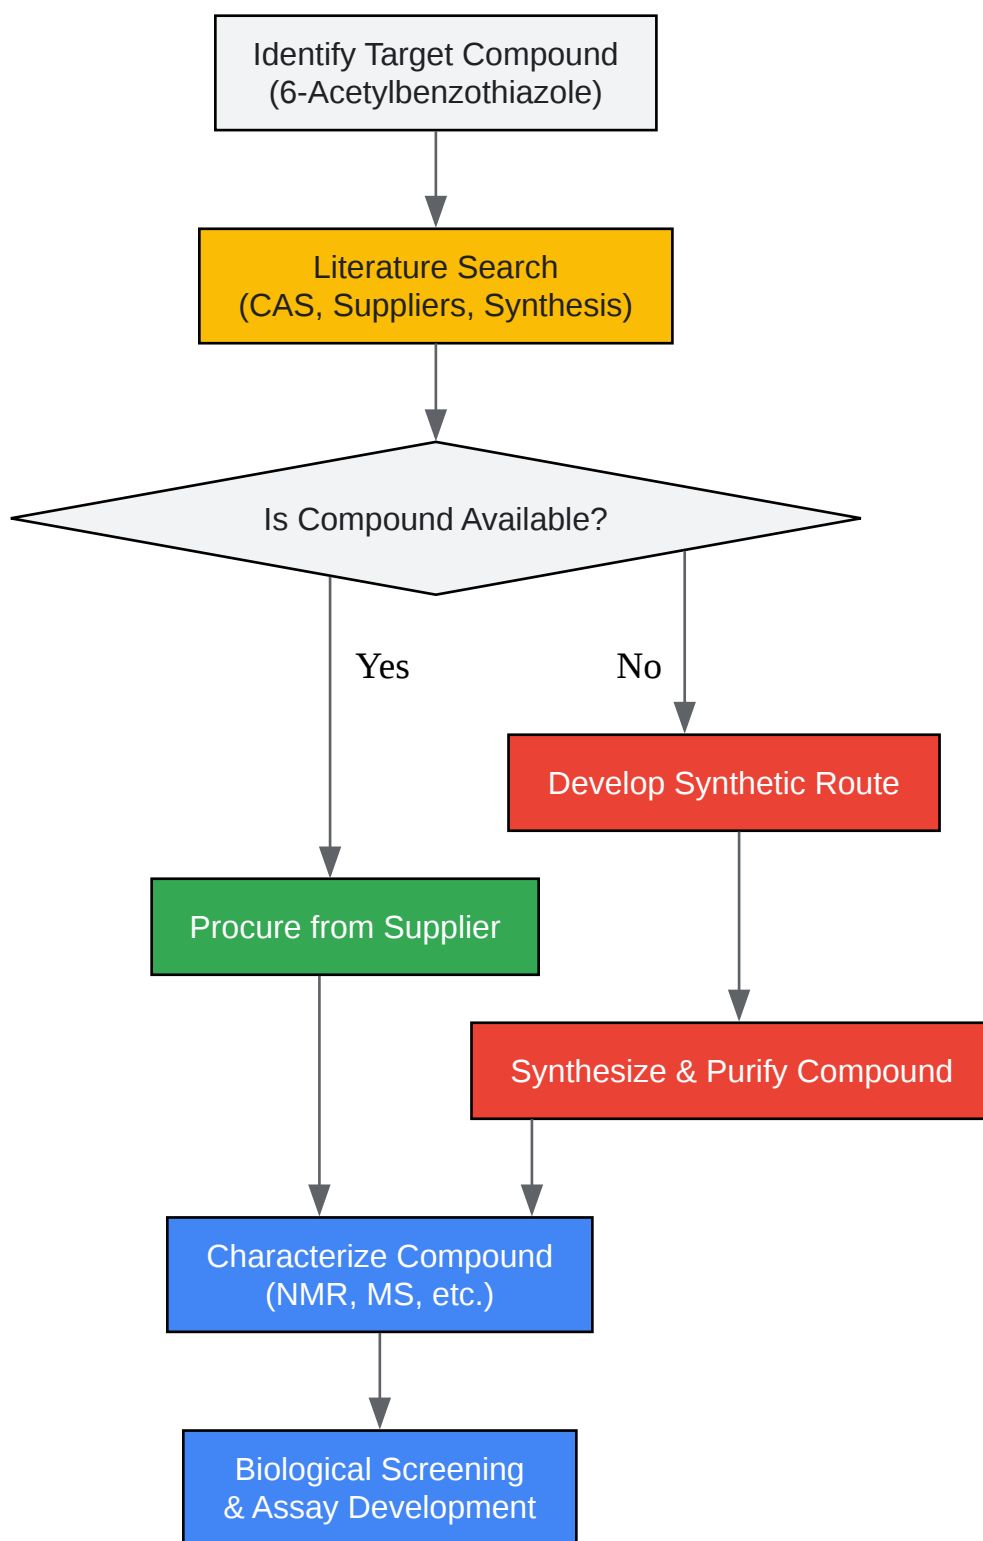 Identify Target Compound
(6-Acetylbenzothiazole)
Literature Search
(CAS, Suppliers, Synthesis)
Is Compound Available?
Yes
No
Develop Synthetic Route
Procure from Supplier
Synthesize & Purify Compound
Characterize Compound
(NMR, MS, etc.)
Biological Screening
& Assay Development